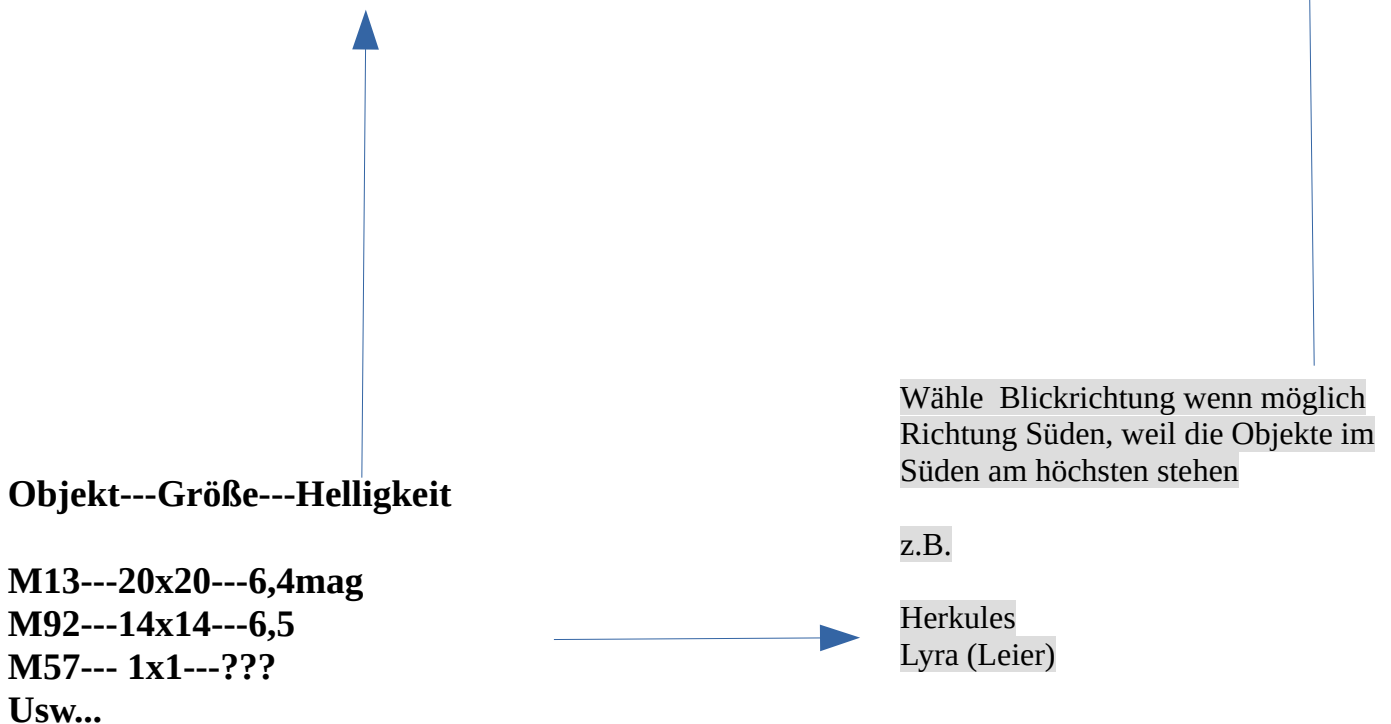 Objekt---Größe---Helligkeit
M13---20x20---6,4mag
M92---14x14---6,5
M57--- 1x1---???
Usw...
Wähle  Blickrichtung wenn möglich
Richtung Süden, weil die Objekte im
Süden am höchsten stehen
z.B.
Herkules
Lyra (Leier)